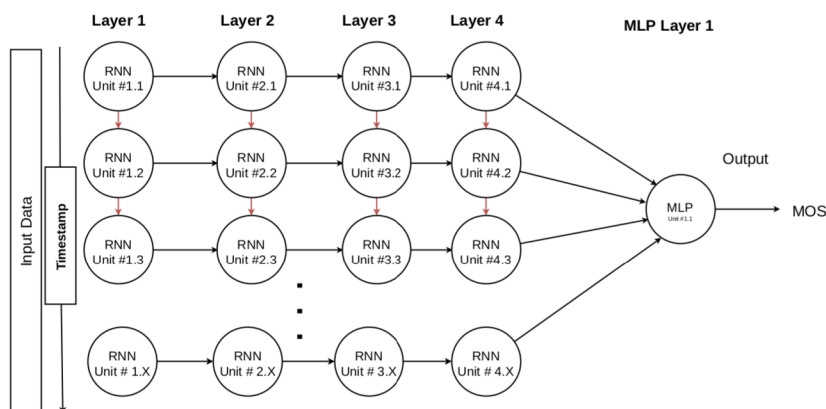 Layer 1
Layer 2
Layer 3
Layer 4
MLP Layer 1
RNN
Unit #1.1
RNN
Unit #2.1
RNN
Unit #3.1
RNN
Unit #4.1
RNN
Unit #1.2
RNN
Unit #2.2
RNN
Unit #3.2
RNN
Unit #4.2
Output
MLP
Unit #1.1
MOS
Input Data
Timestamp
RNN
Unit #1.3
RNN
Unit #2.3
RNN
Unit #3.3
RNN
Unit #4.3
RNN
Unit # 1.X
RNN
Unit # 2.X
RNN
Unit # 3.X
RNN
Unit # 4.X